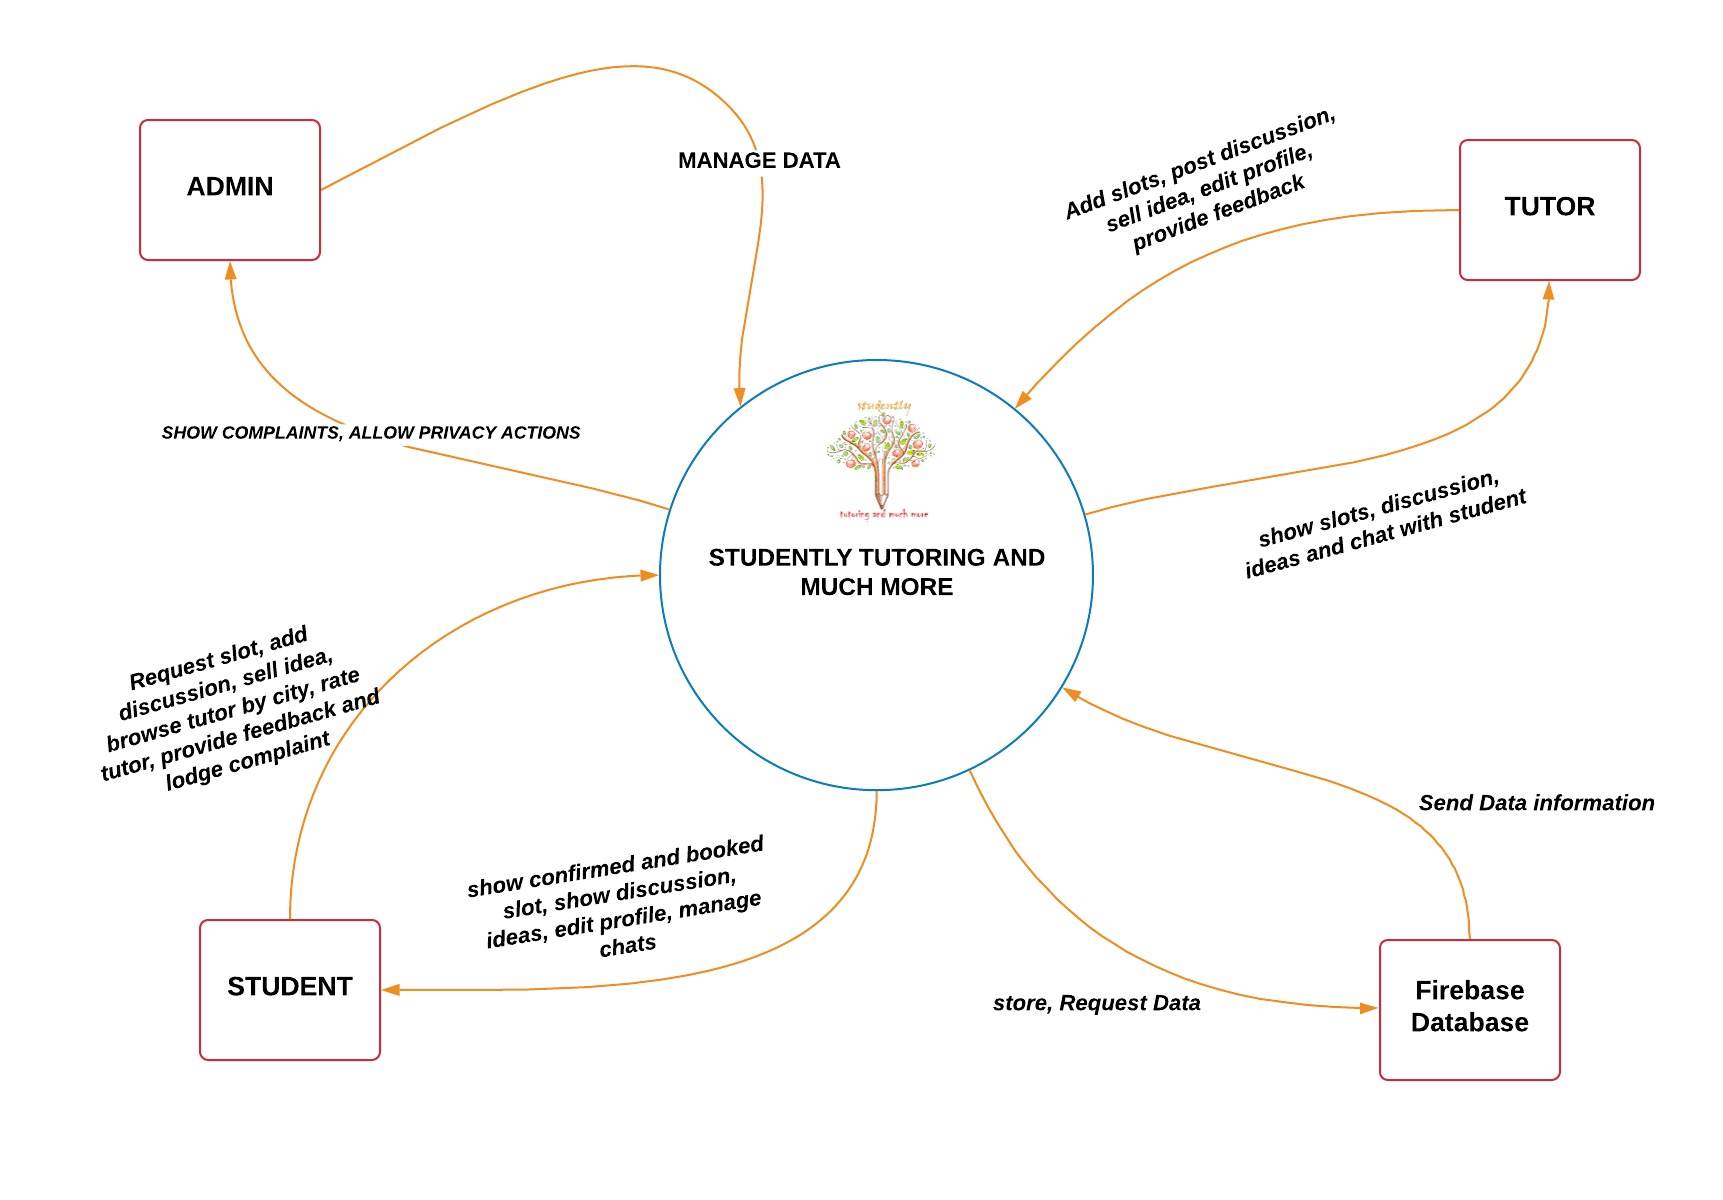 ADMIN
MANAGE DATA
Add slots, post discussion,
sell idea, edit profile,
provide feedback
TUTOR
SHOW COMPLAINTS, ALLOW PRIVACY ACTIONS
studently
tutoring and much more
STUDENTLY TUTORING AND
MUCH MORE
show slots, discussion,
ideas and chat with student
Request slot, add
discussion, sell idea,
browse tutor by city, rate
tutor, provide feedback and
lodge complaint
show confirmed and booked
slot, show discussion,
ideas, edit profile, manage
chats
STUDENT
Send Data information
store, Request Data
Firebase
Database